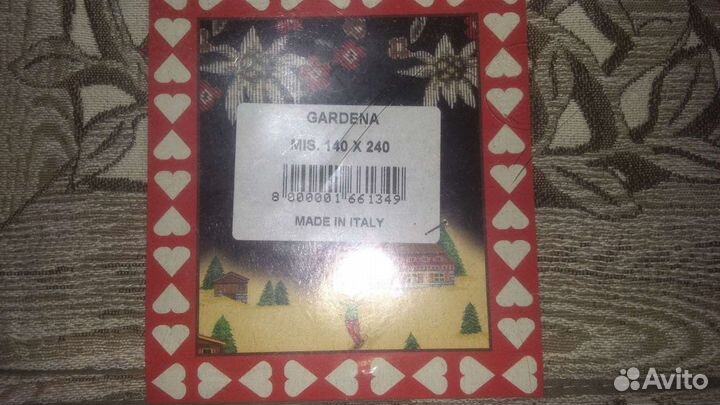 GARDENA
MIS. 140 X 240
8 000001 661349
MADE IN ITALY
Avito